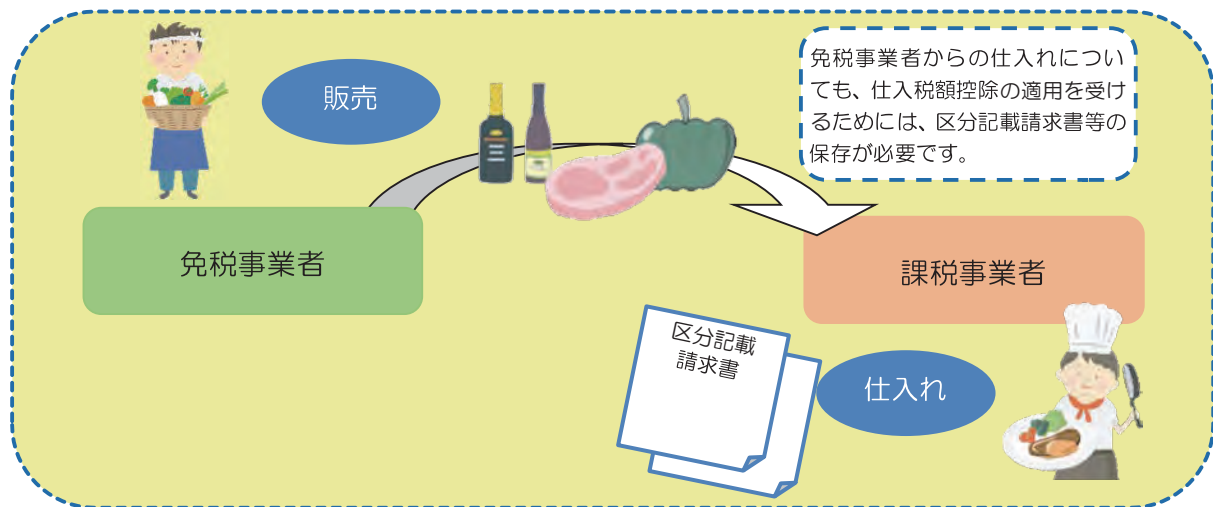 販売
免税事業者からの仕入れについ
ても、仕入税額控除の適用を受け
るためには、区分記載請求書等の
保存が必要です。
免税事業者
課税事業者
区分記載
請求書
仕入れ